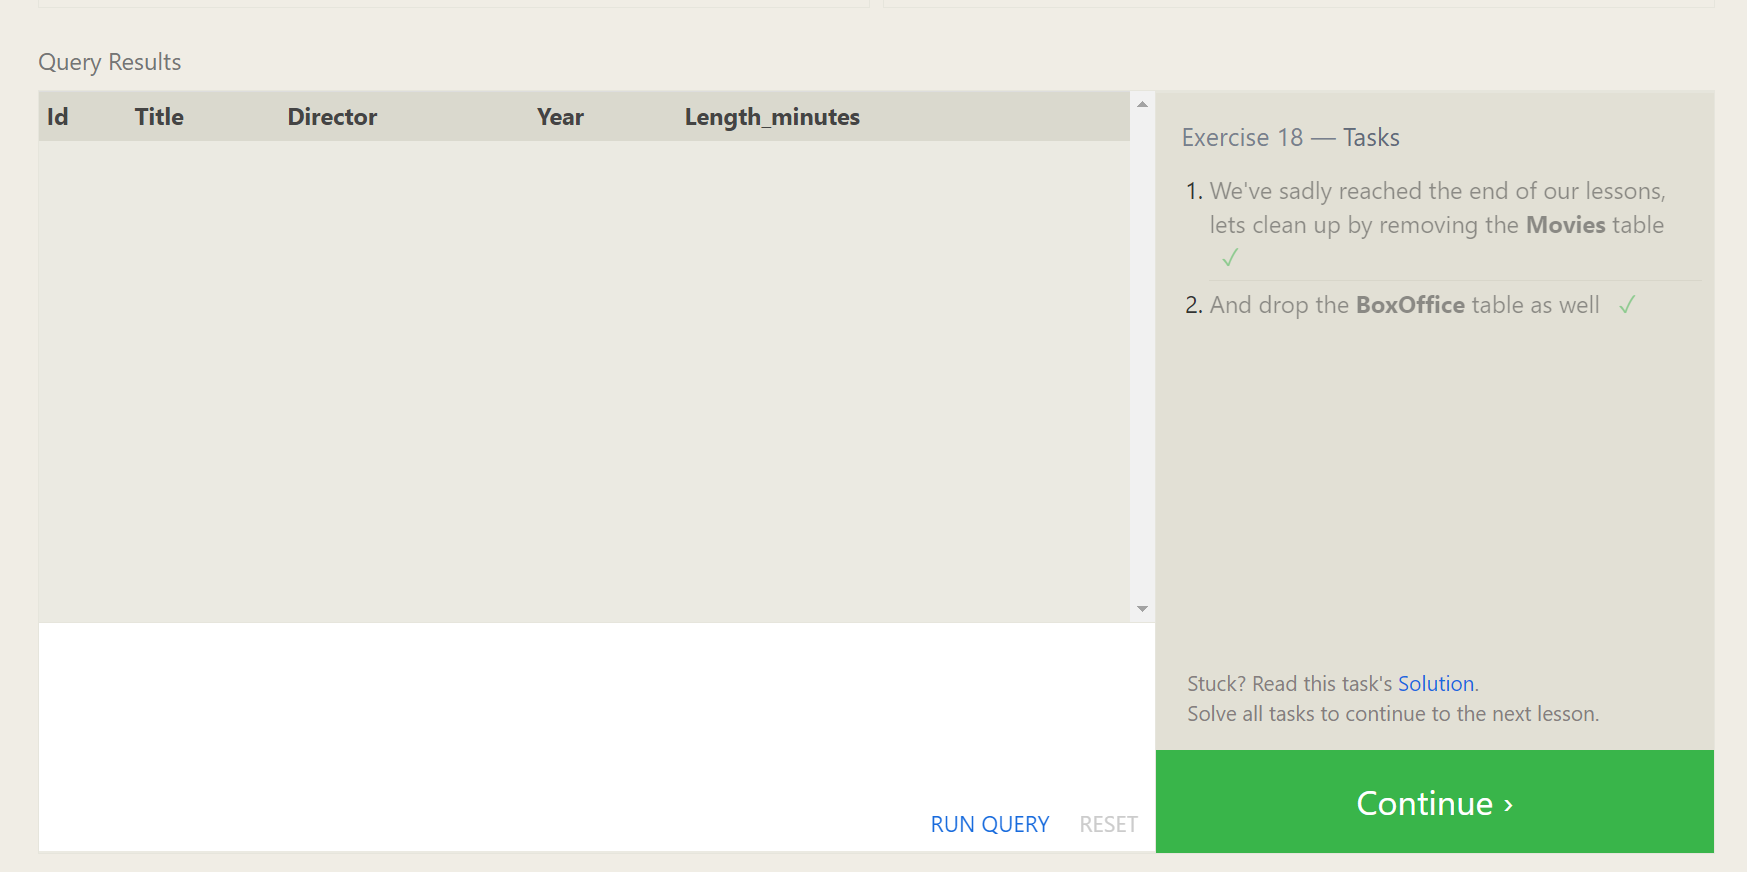 Query Results
Id Title Director Year Length_minutes
Exercise 18 — Tasks
1. We've sadly reached the end of our lessons,
lets clean up by removing the Movies table
✓
2. And drop the BoxOffice table as well ✓
Stuck? Read this task's Solution.
Solve all tasks to continue to the next lesson.
RUN QUERY RESET
Continue ›